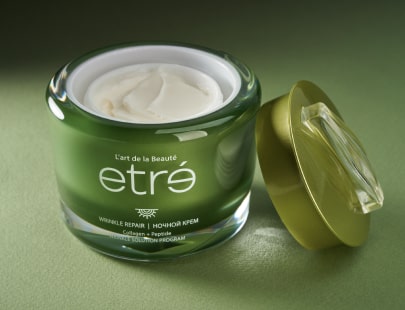 L'art de la Beauté
etré
WRINKLE REPAIR | НОЧНОЙ КРЕМ
Collagen + Peptide
SOLUTION PROGRAM